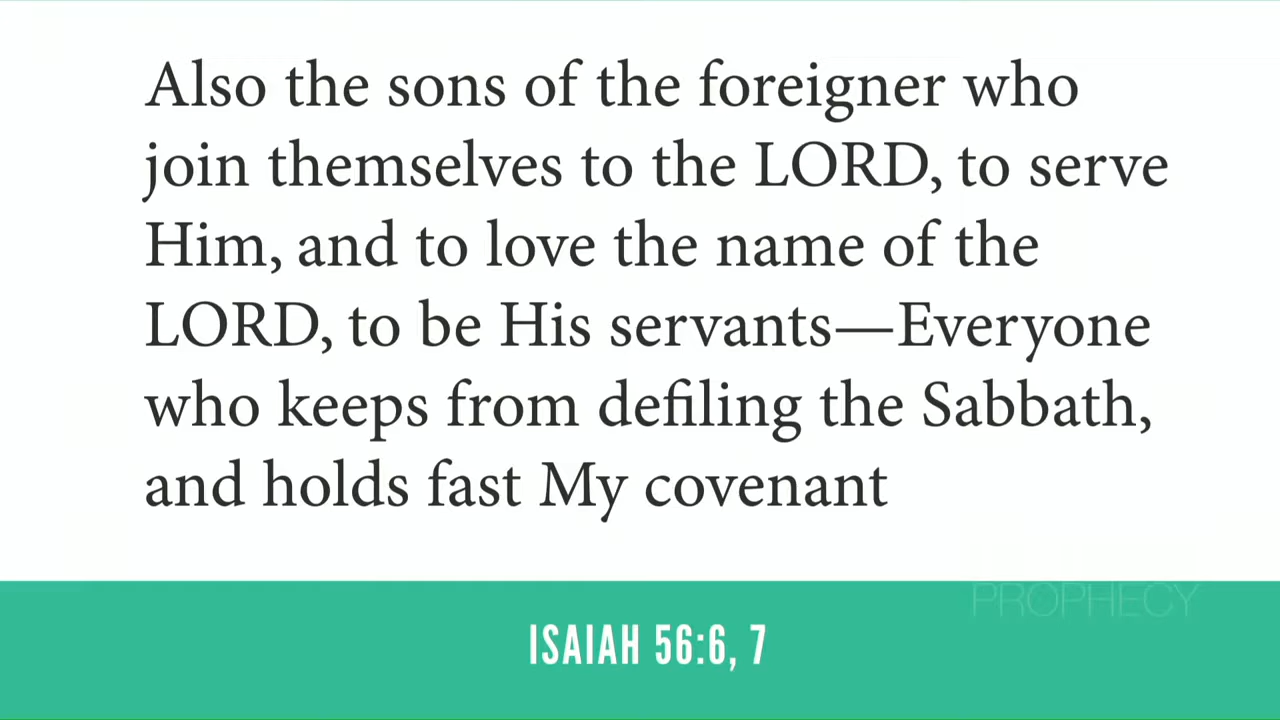 Also the sons of the foreigner who
join themselves to the LORD, to serve
Him, and to love the name of the
LORD, to be His servants—Everyone
who keeps from defiling the Sabbath,
and holds fast My covenant
PROPHECY
ISAIAH 56:6, 7